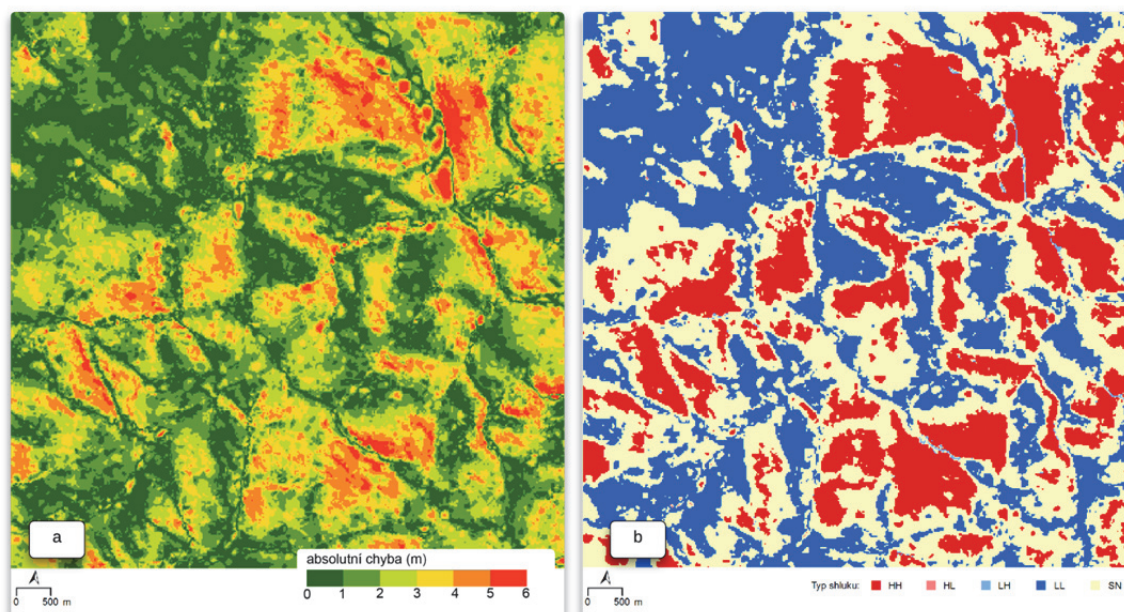 a
absolutní chyba (m)
0 1 2 3 4 5 6
0 500 m
b
0 500 m
Typ shluku: HH HL LH LL SN